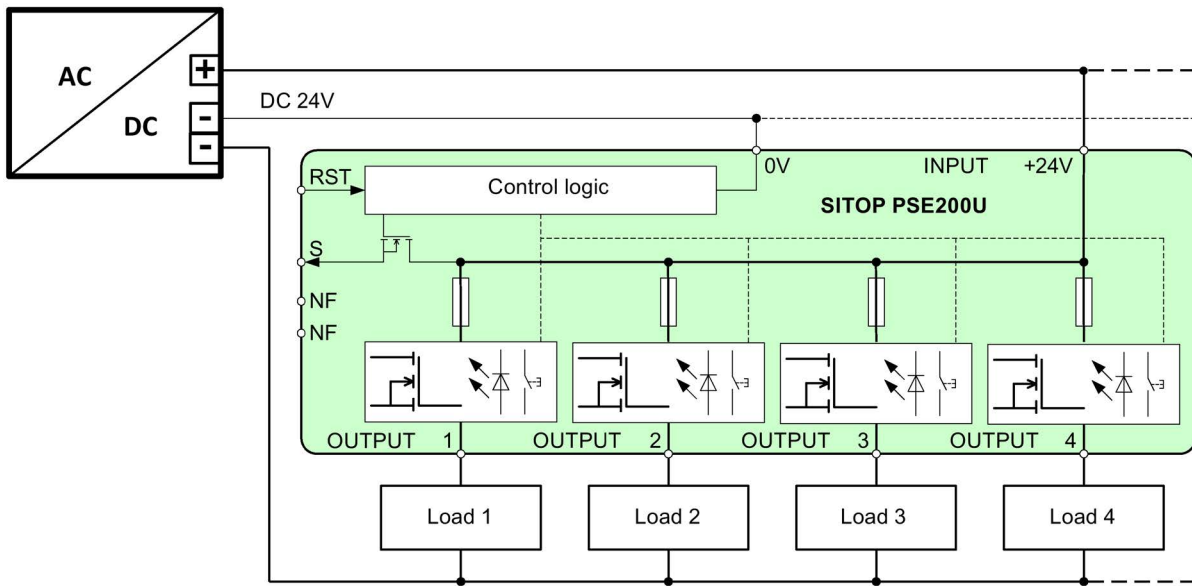 AC
DC
+
-
-
DC 24V
0V INPUT +24V
RST
Control logic
SITOP PSE200U
S
NF
NF
OUTPUT 1 OUTPUT 2 OUTPUT 3 OUTPUT 4
Load 1 Load 2 Load 3 Load 4